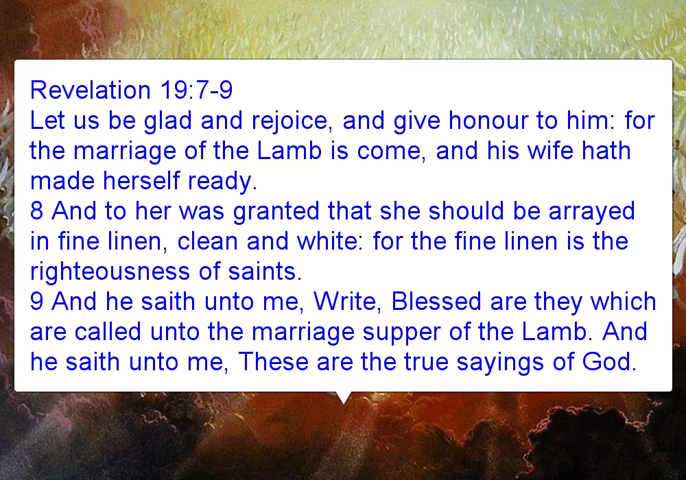 Revelation 19:7-9
Let us be glad and rejoice, and give honour to him: for
the marriage of the Lamb is come, and his wife hath
made herself ready.
8 And to her was granted that she should be arrayed
in fine linen, clean and white: for the fine linen is the
righteousness of saints.
9 And he saith unto me, Write, Blessed are they which
are called unto the marriage supper of the Lamb. And
he saith unto me, These are the true sayings of God.